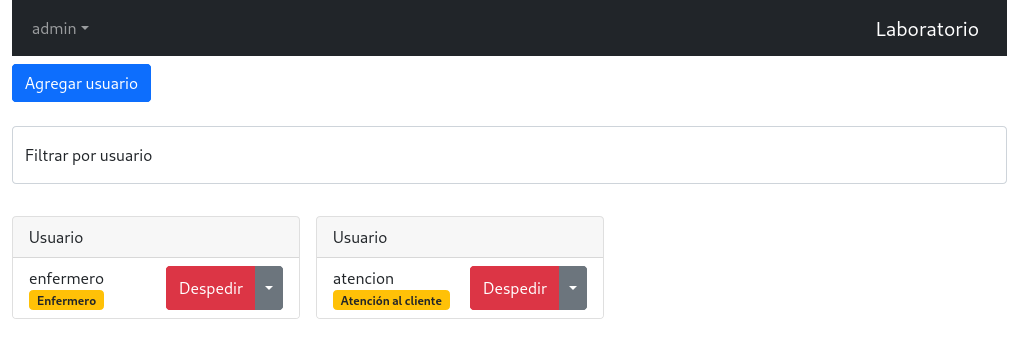 admin
Laboratorio
Agregar usuario
Filtrar por usuario
Usuario
enfermero
Enfermero
Despedir
Usuario
atencion
Atención al cliente
Despedir